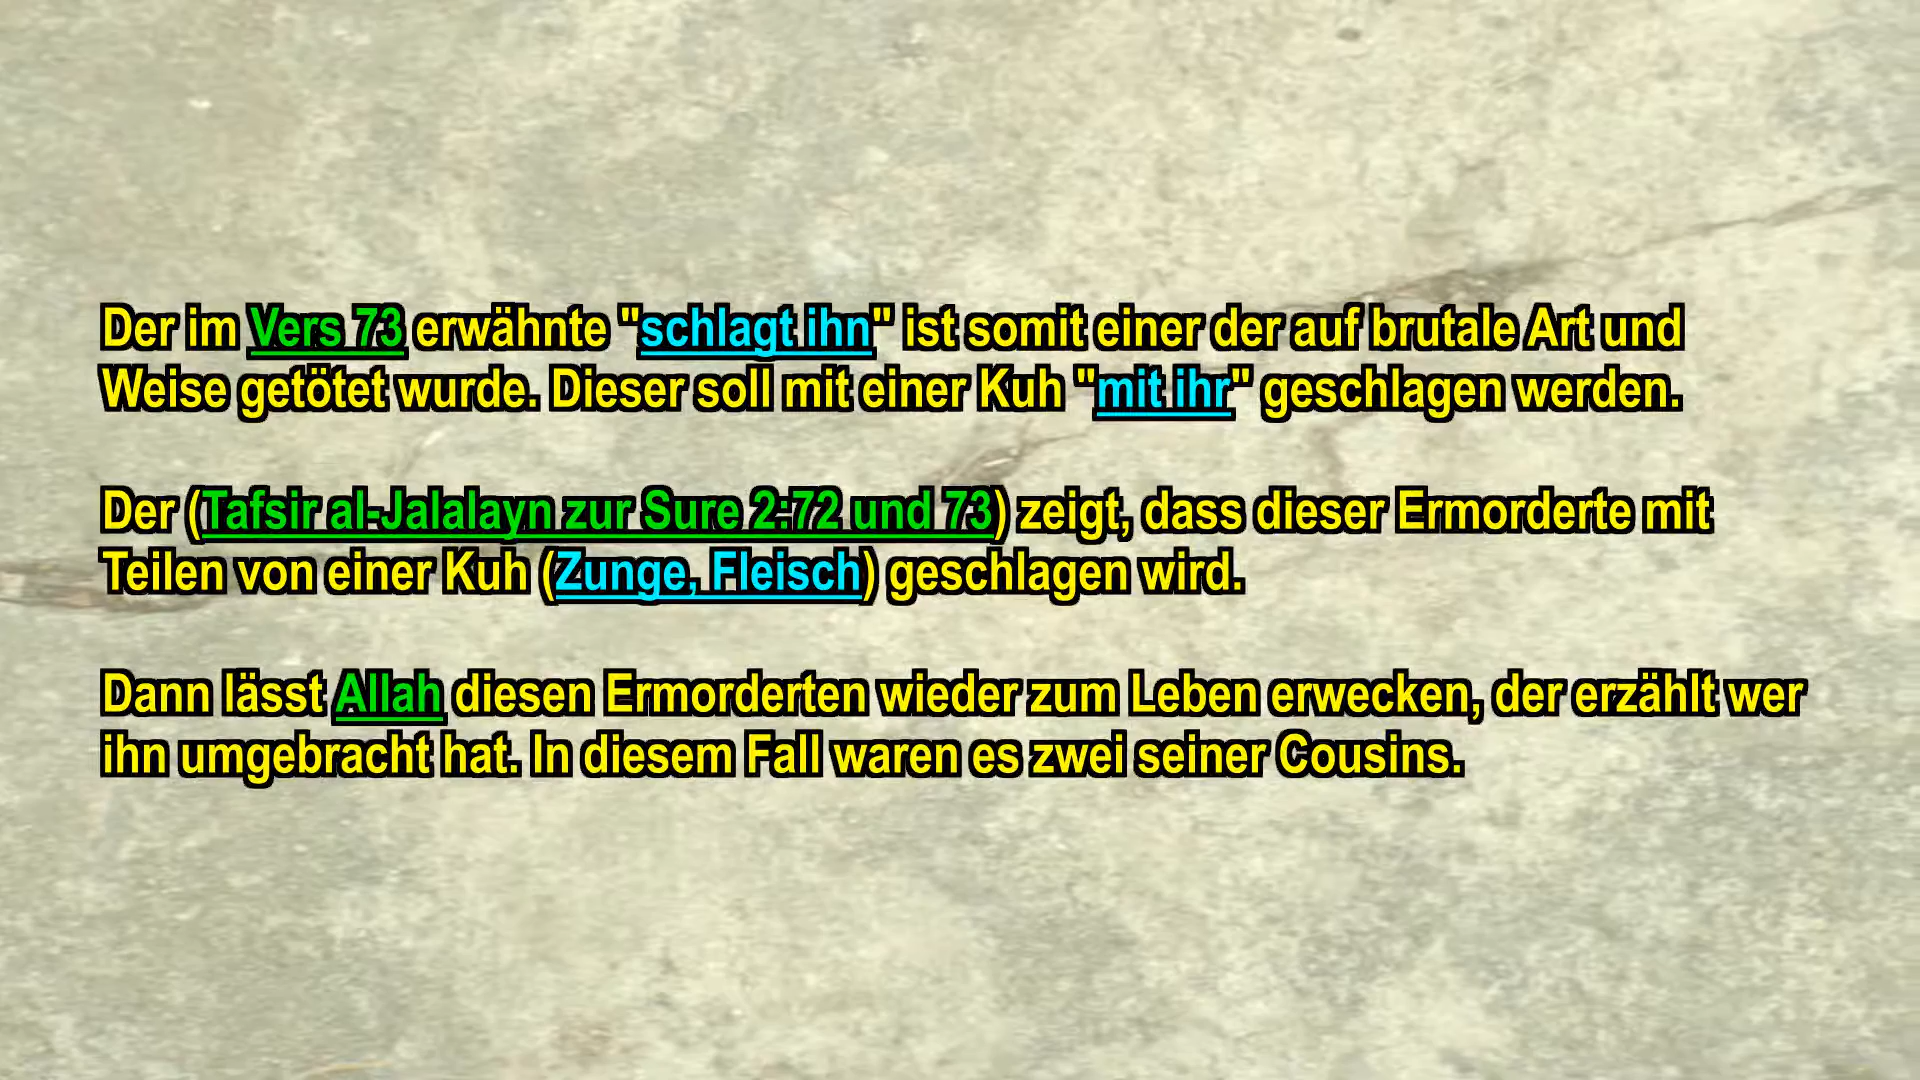 Der im Vers 73 erwähnte "schlagt ihn" ist somit einer der auf brutale Art und
Weise getötet wurde. Dieser soll mit einer Kuh "mit ihr" geschlagen werden.
Der (Tafsir al-Jalalayn zur Sure 2:72 und 73) zeigt, dass dieser Ermorderte mit
Teilen von einer Kuh (Zunge, Fleisch) geschlagen wird.
Dann lässt Allah diesen Ermorderten wieder zum Leben erwecken, der erzählt wer
ihn umgebracht hat. In diesem Fall waren es zwei seiner Cousins.